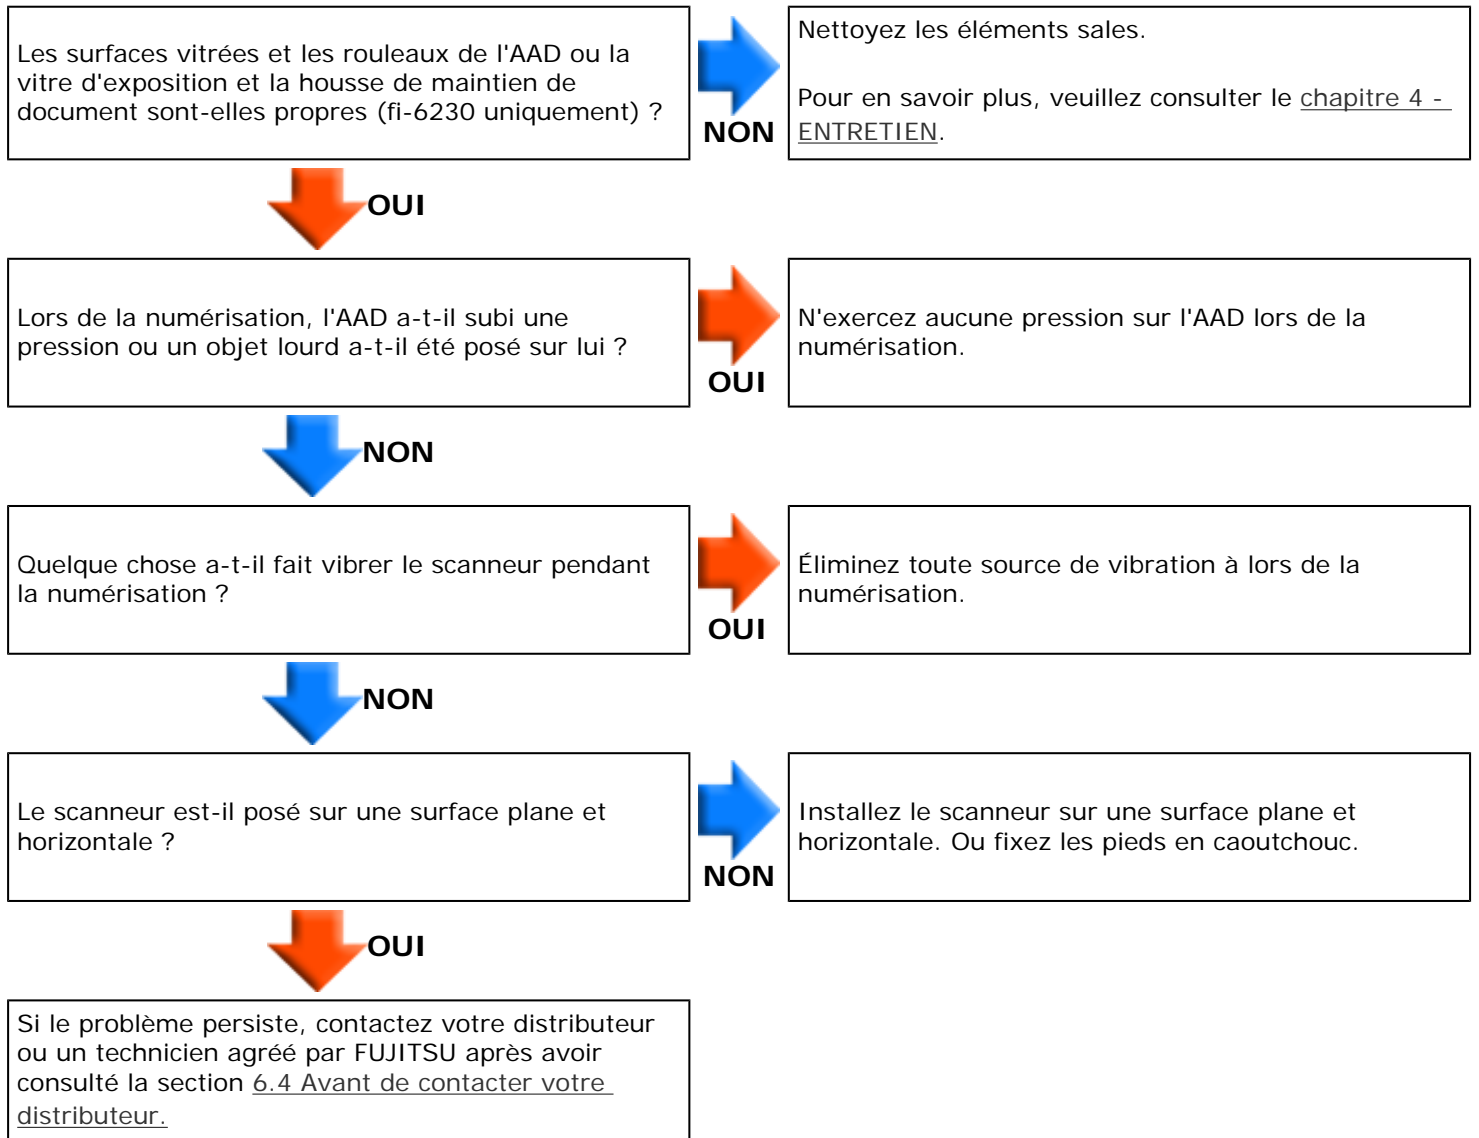 Les surfaces vitrées et les rouleaux de l'AAD ou la
vitre d'exposition et la housse de maintien de
document sont-elles propres (fi-6230 uniquement) ?
NON
Nettoyez les éléments sales.
Pour en savoir plus, veuillez consulter le chapitre 4 -
ENTRETIEN.
OUI
Lors de la numérisation, l'AAD a-t-il subi une
pression ou un objet lourd a-t-il été posé sur lui ?
OUI
N'exercez aucune pression sur l'AAD lors de la
numérisation.
NON
Quelque chose a-t-il fait vibrer le scanneur pendant
la numérisation ?
OUI
Éliminez toute source de vibration à lors de la
numérisation.
NON
Le scanneur est-il posé sur une surface plane et
horizontale ?
NON
Installez le scanneur sur une surface plane et
horizontale. Ou fixez les pieds en caoutchouc.
OUI
Si le problème persiste, contactez votre distributeur
ou un technicien agréé par FUJITSU après avoir
consulté la section 6.4 Avant de contacter votre
distributeur.